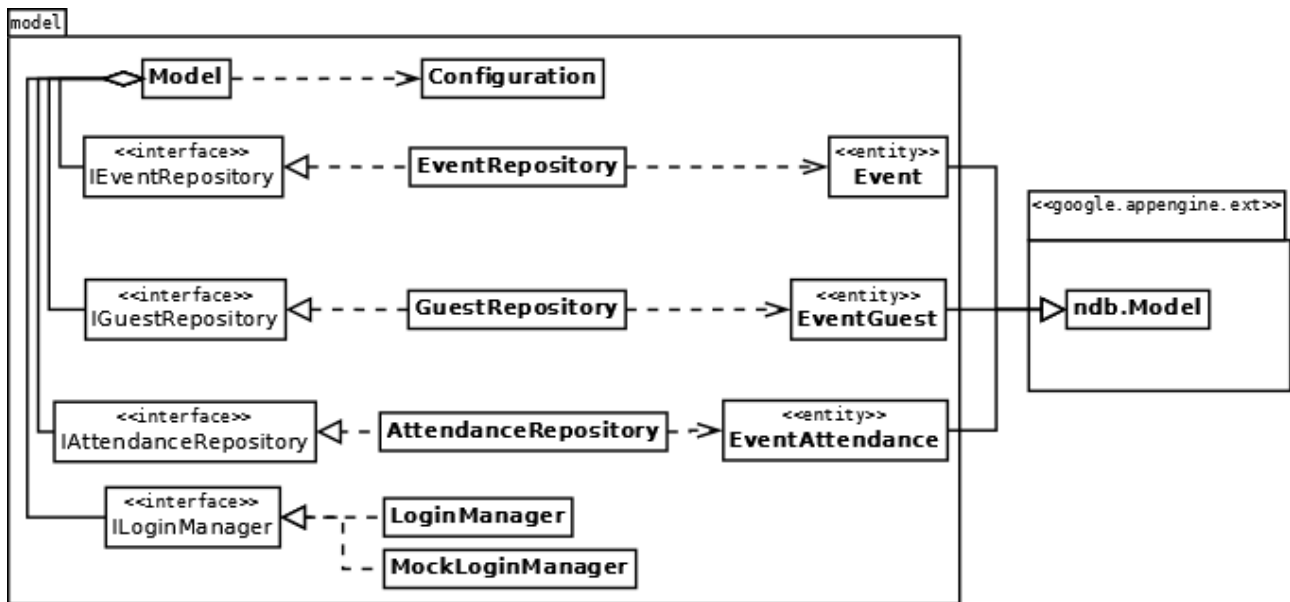 model
Model
Configuration
<<interface>>
IEventRepository
EventRepository
<<entity>>
Event
<<google.appengine.ext>>
<<interface>>
IGuestRepository
GuestRepository
<<entity>>
EventGuest
ndb.Model
<<interface>>
IAttendanceRepository
AttendanceRepository
<<entity>>
EventAttendance
<<interface>>
ILoginManager
LoginManager
MockLoginManager